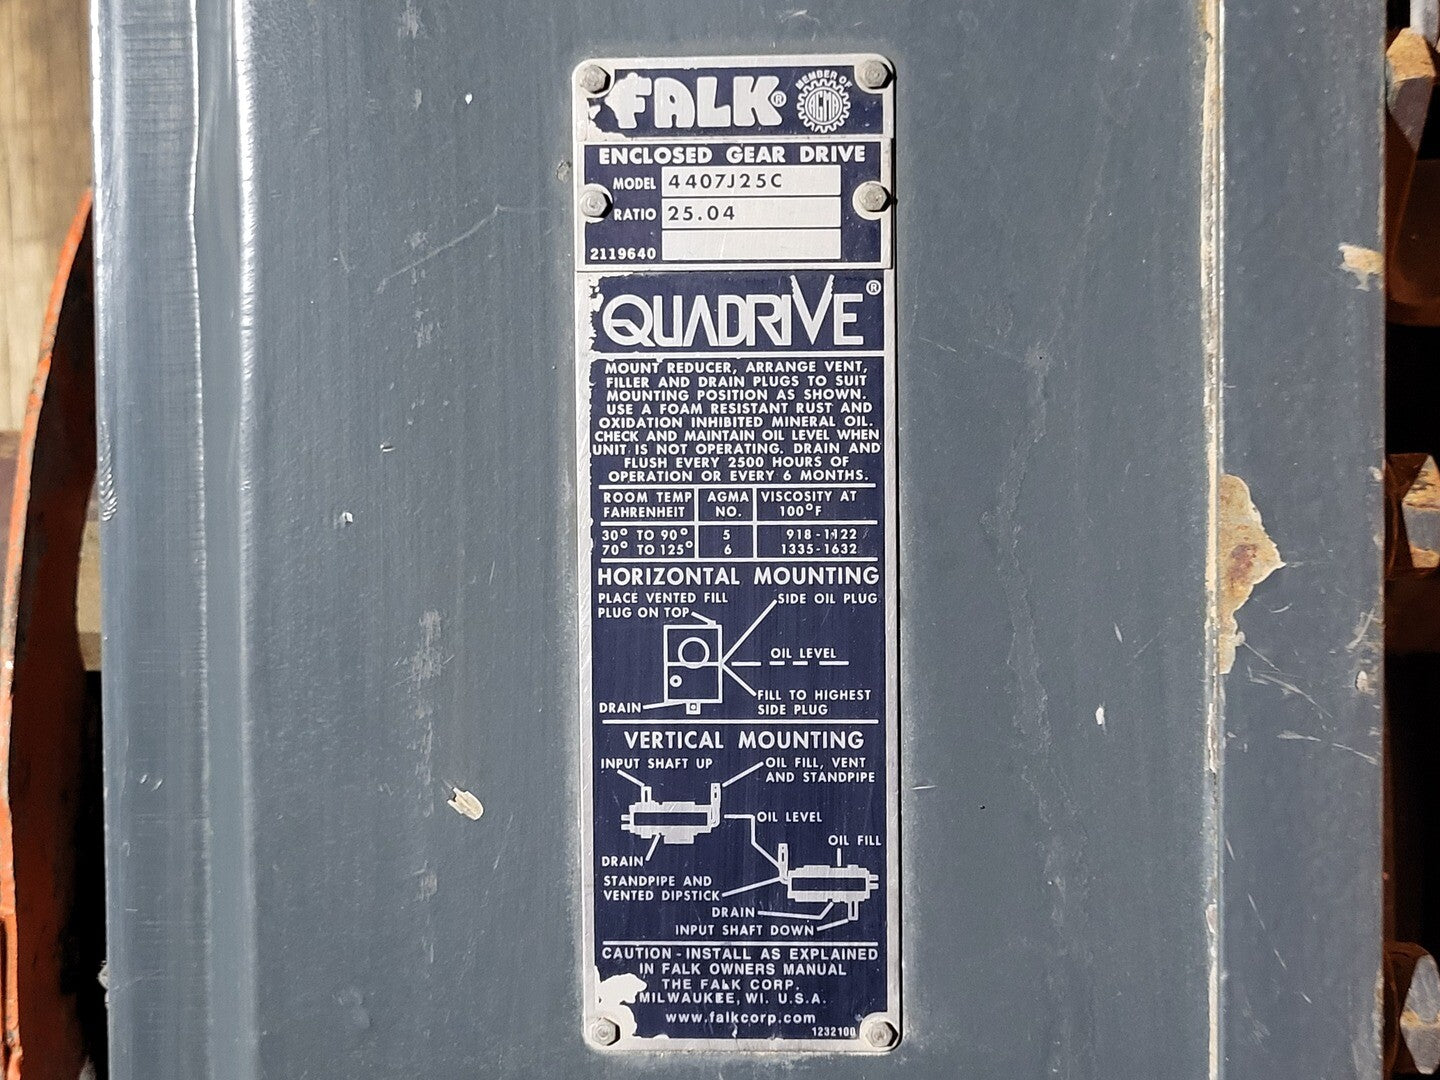 FALK®
MEMBER OF
AGMA
ENCLOSED GEAR DRIVE
MODEL 4407J25C
RATIO 25.04
2119640
QUADRIVE®
MOUNT REDUCER, ARRANGE VENT,
FILLER AND DRAIN PLUGS TO SUIT
MOUNTING POSITION AS SHOWN.
USE A FOAM RESISTANT RUST AND
OXIDATION INHIBITED MINERAL OIL.
CHECK AND MAINTAIN OIL LEVEL WHEN
UNIT IS NOT OPERATING. DRAIN AND
FLUSH EVERY 2500 HOURS OF
OPERATION OR EVERY 6 MONTHS.
ROOM TEMP AGMA VISCOSITY AT
FAHRENHEIT NO. 100°F
30° TO 90° 5 918-1122
70° TO 125° 6 1335-1632
HORIZONTAL MOUNTING
PLACE VENTED FILL
PLUG ON TOP
SIDE OIL PLUG
OIL LEVEL
FILL TO HIGHEST
SIDE PLUG
DRAIN
VERTICAL MOUNTING
INPUT SHAFT UP
OIL FILL, VENT
AND STANDPIPE
OIL LEVEL
OIL FILL
DRAIN
STANDPIPE AND
VENTED DIPSTICK
DRAIN
INPUT SHAFT DOWN
CAUTION - INSTALL AS EXPLAINED
IN FALK OWNERS MANUAL
THE FALK CORP.
MILWAUKEE, WI. U.S.A.
www.falkcorp.com
1232100